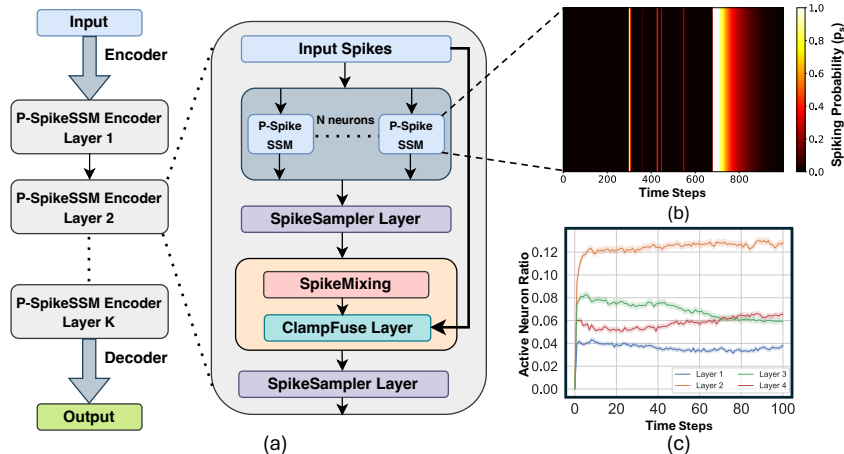 Input
Encoder
P-SpikeSSM Encoder
Layer 1
P-SpikeSSM Encoder
Layer 2
P-SpikeSSM Encoder
Layer K
Decoder
Output
Input Spikes
N neurons
P-Spike
SSM
P-Spike
SSM
SpikeSampler Layer
SpikeMixing
ClampFuse Layer
SpikeSampler Layer
(a)
0 200 400 600 800
Time Steps
(b)
1.0
0.8
0.6
0.4
0.2
0.0
Spiking Probability (pₛ)
Active Neuron Ratio
0.12
0.10
0.08
0.06
0.04
0.02
0.00
Layer 1
Layer 2
Layer 3
Layer 4
0 20 40 60 80 100
Time Steps
(c)